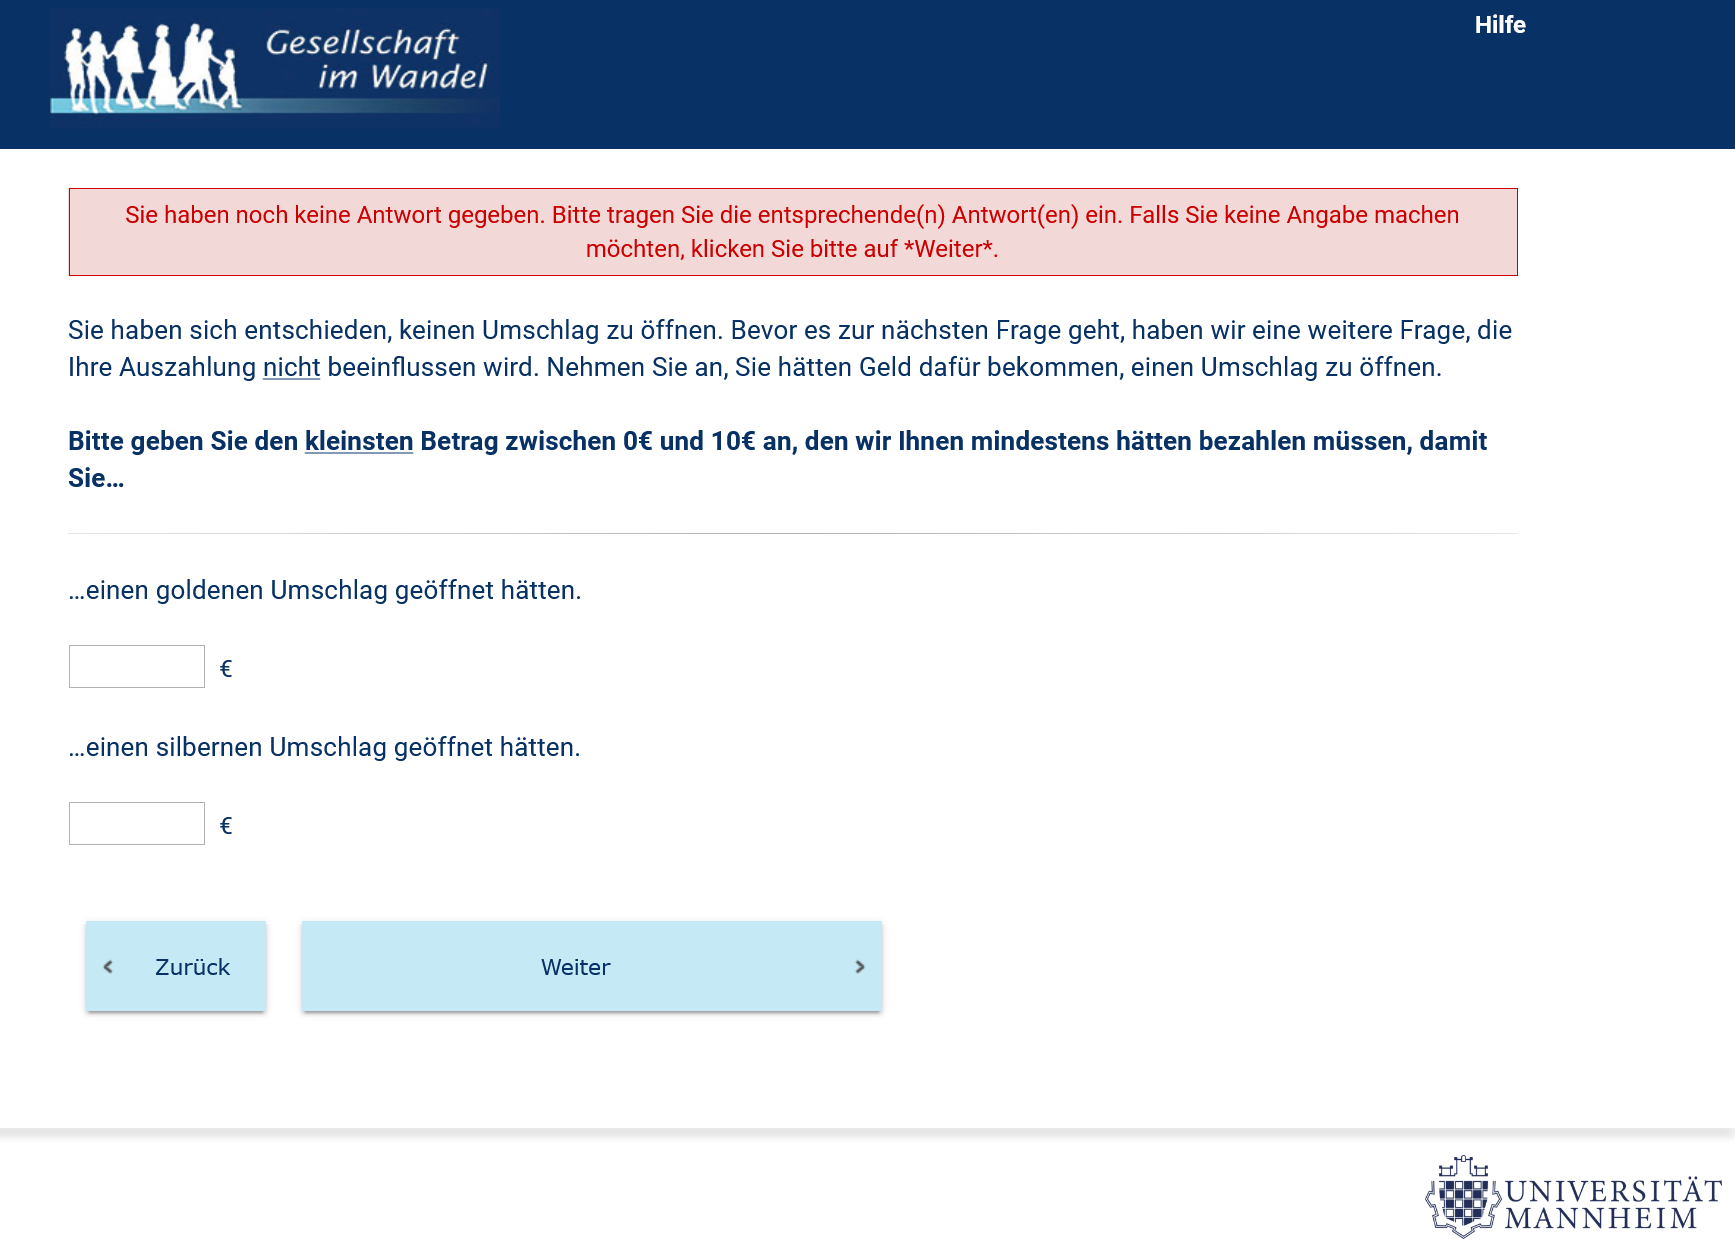 Gesellschaft
im Wandel
Hilfe
Sie haben noch keine Antwort gegeben. Bitte tragen Sie die entsprechende(n) Antwort(en) ein. Falls Sie keine Angabe machen
möchten, klicken Sie bitte auf *Weiter*.
Sie haben sich entschieden, keinen Umschlag zu öffnen. Bevor es zur nächsten Frage geht, haben wir eine weitere Frage, die
Ihre Auszahlung nicht beeinflussen wird. Nehmen Sie an, Sie hätten Geld dafür bekommen, einen Umschlag zu öffnen.
Bitte geben Sie den kleinsten Betrag zwischen 0€ und 10€ an, den wir Ihnen mindestens hätten bezahlen müssen, damit
Sie…
…einen goldenen Umschlag geöffnet hätten.
€
…einen silbernen Umschlag geöffnet hätten.
€
Zurück
Weiter
UNIVERSITÄT
MANNHEIM